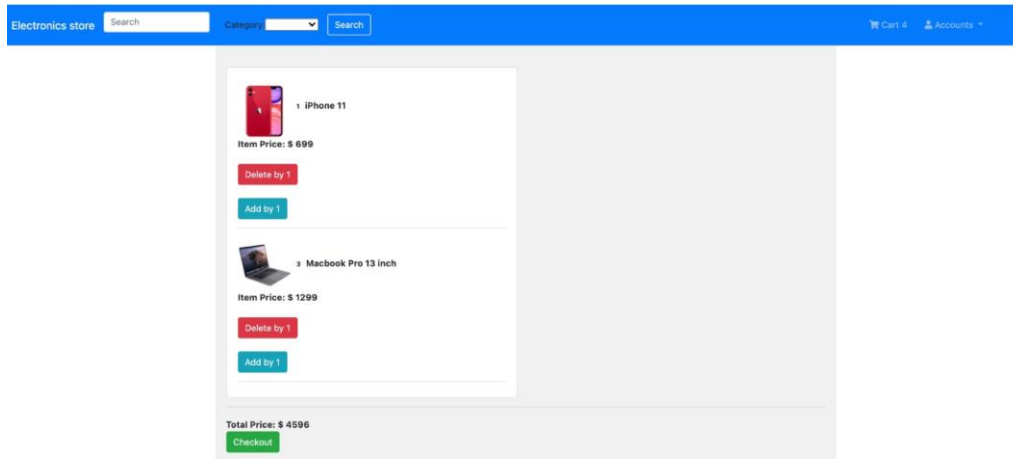 Electronics store Search Category: Search Cart 4 Accounts
1 iPhone 11
Item Price: $ 699
Delete by 1
Add by 1
3 Macbook Pro 13 inch
Item Price: $ 1299
Delete by 1
Add by 1
Total Price: $ 4596
Checkout